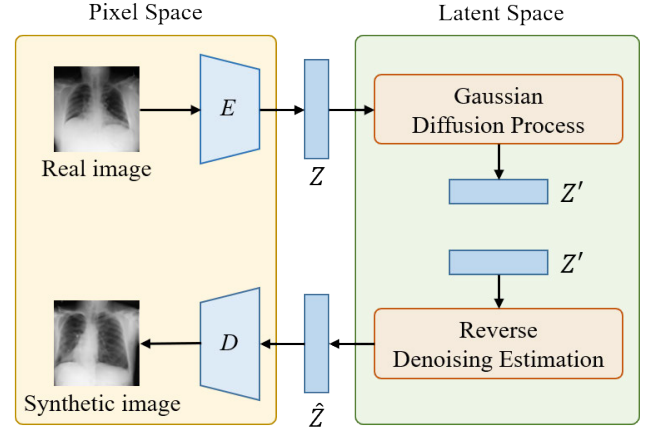 Pixel Space
Latent Space
E
Gaussian
Diffusion Process
Real image
Z
Z′
Z′
D
Reverse
Denoising Estimation
Synthetic image
Ẑ